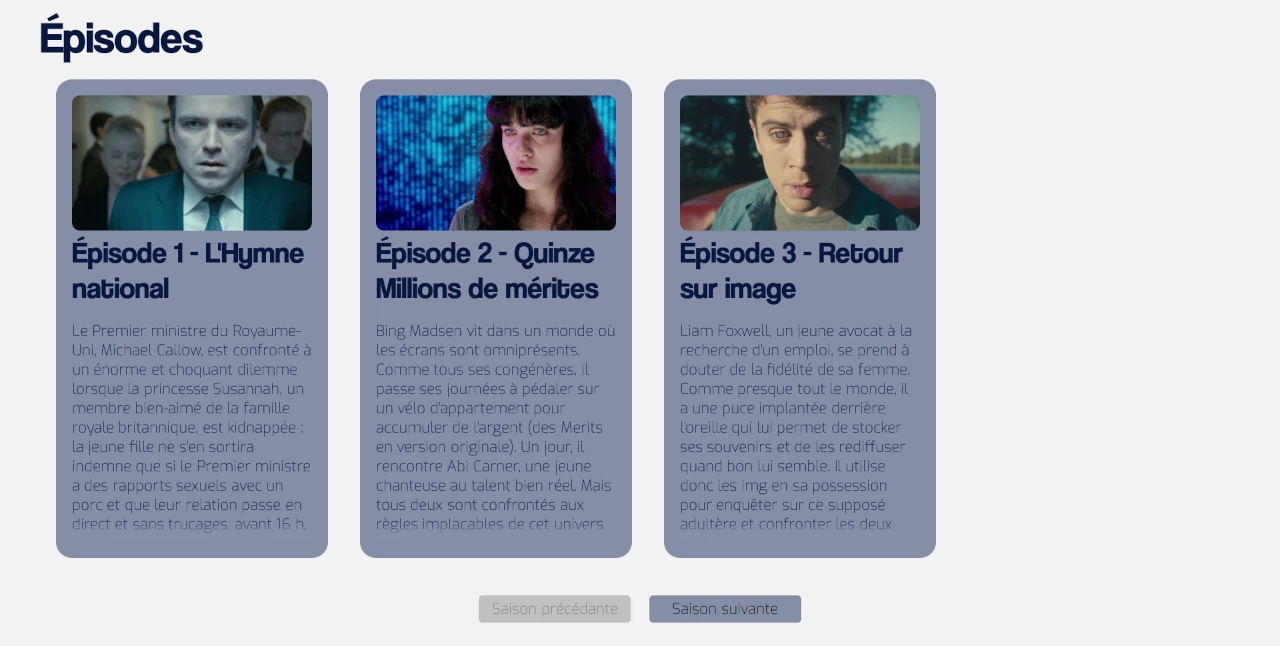 Épisodes
Épisode 1 - L'Hymne
national
Le Premier ministre du Royaume-
Uni, Michael Callow, est confronté à
un énorme et choquant dilemme
lorsque la princesse Susannah, un
membre bien-aimé de la famille
royale britannique, est kidnappée :
la jeune fille ne s'en sortira
indemne que si le Premier ministre
a des rapports sexuels avec un
porc et que leur relation passe en
direct et sans trucages, avant 16 h,
Épisode 2 - Quinze
Millions de mérites
Bing Madsen vit dans un monde où
les écrans sont omniprésents.
Comme tous ses congénères, il
passe ses journées à pédaler sur
un vélo d'appartement pour
accumuler de l'argent (des Merits
en version originale). Un jour, il
rencontre Abi Carner, une jeune
chanteuse au talent bien réel. Mais
tous deux sont confrontés aux
règles implacables de cet univers
Épisode 3 - Retour
sur image
Liam Foxwell, un jeune avocat à la
recherche d'un emploi, se prend à
douter de la fidélité de sa femme.
Comme presque tout le monde, il
a une puce implantée derrière
l'oreille qui lui permet de stocker
ses souvenirs et de les rediffuser
quand bon lui semble. Il utilise
donc les img en sa possession
pour enquêter sur ce supposé
adultère et confronter les deux
Saison précédante
Saison suivante